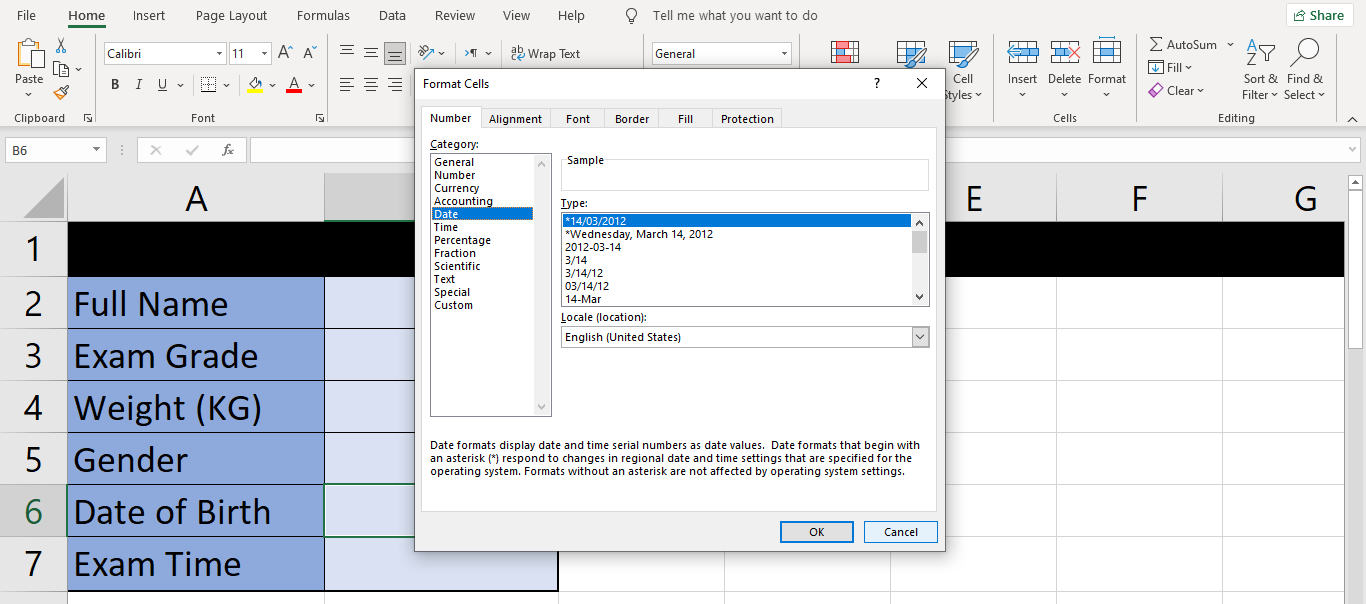 File Home Insert Page Layout Formulas Data Review View Help Tell me what you want to do Share
Calibri 11 Wrap Text General AutoSum
Paste B I U A Cell Styles Insert Delete Format Fill Sort & Filter Find & Select
Clear
Clipboard Font Cells Editing
Format Cells ?
Number Alignment Font Border Fill Protection
B6 fx
Category:
General
Number
Currency
Accounting
Date
Time
Percentage
Fraction
Scientific
Text
Special
Custom
Sample
Type:
*14/03/2012
*Wednesday, March 14, 2012
2012-03-14
3/14
3/14/12
03/14/12
14-Mar
Locale (location):
English (United States)
Date formats display date and time serial numbers as date values. Date formats that begin with
an asterisk (*) respond to changes in regional date and time settings that are specified for the
operating system. Formats without an asterisk are not affected by operating system settings.
OK Cancel
A E F G
1
2 Full Name
3 Exam Grade
4 Weight (KG)
5 Gender
6 Date of Birth
7 Exam Time